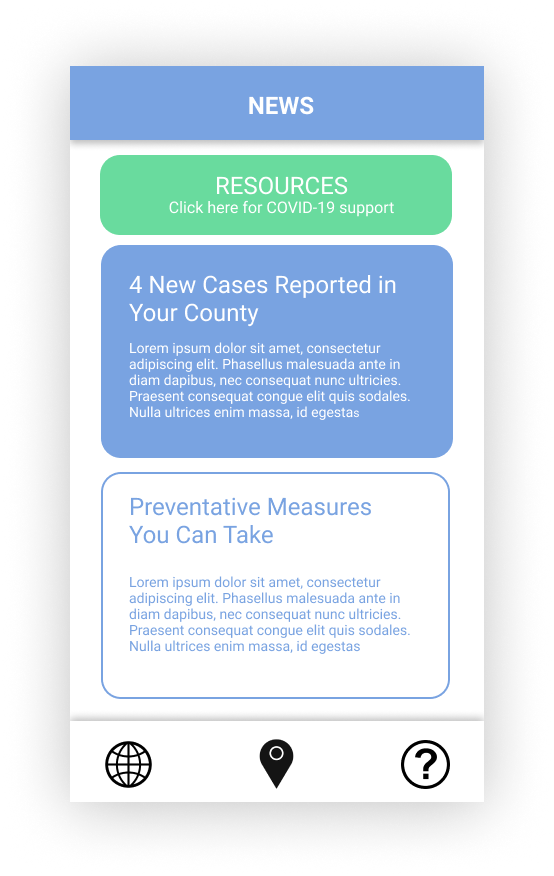 NEWS
RESOURCES
Click here for COVID-19 support
4 New Cases Reported in
Your County
Lorem ipsum dolor sit amet, consectetur
adipiscing elit. Phasellus malesuada ante in
diam dapibus, nec consequat nunc ultricies.
Praesent consequat congue elit quis sodales.
Nulla ultrices enim massa, id egestas
Preventative Measures
You Can Take
Lorem ipsum dolor sit amet, consectetur
adipiscing elit. Phasellus malesuada ante in
diam dapibus, nec consequat nunc ultricies.
Praesent consequat congue elit quis sodales.
Nulla ultrices enim massa, id egestas
?